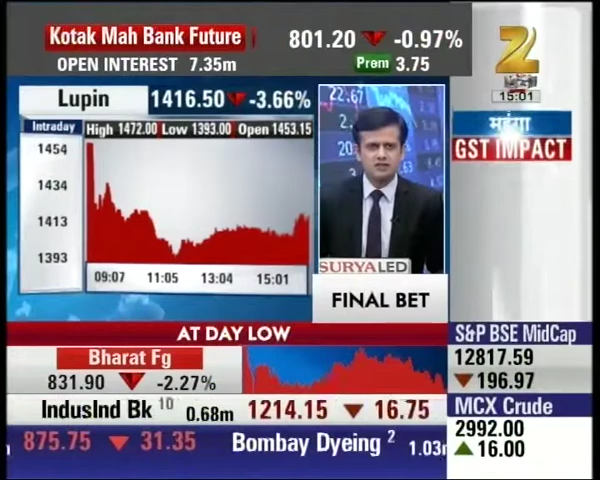 Kotak Mah Bank Future 801.20 -0.97%
OPEN INTEREST 7.35m Prem 3.75
Z
15:01
Lupin 1416.50 -3.66%
Intraday High 1472.00 Low 1393.00 Open 1453.15
1454
1434
1413
1393
09:07 11:05 13:04 15:01
22.67
SURYA LED
FINAL BET
महंगा
GST IMPACT
AT DAY LOW
Bharat Fg
831.90 -2.27%
S&P BSE MidCap
12817.59
196.97
IndusInd Bk 10 0.68m 1214.15 16.75
MCX Crude
2992.00
16.00
875.75 31.35 Bombay Dyeing 2 1.03m